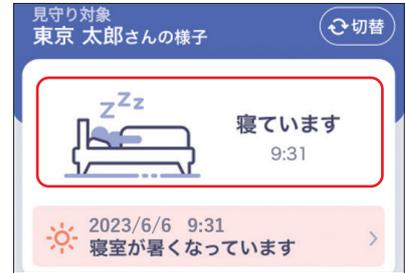 見守り対象
東京 太郎さんの様子
切替
zZz
寝ています
9:31
2023/6/6 9:31
寝室が暑くなっています